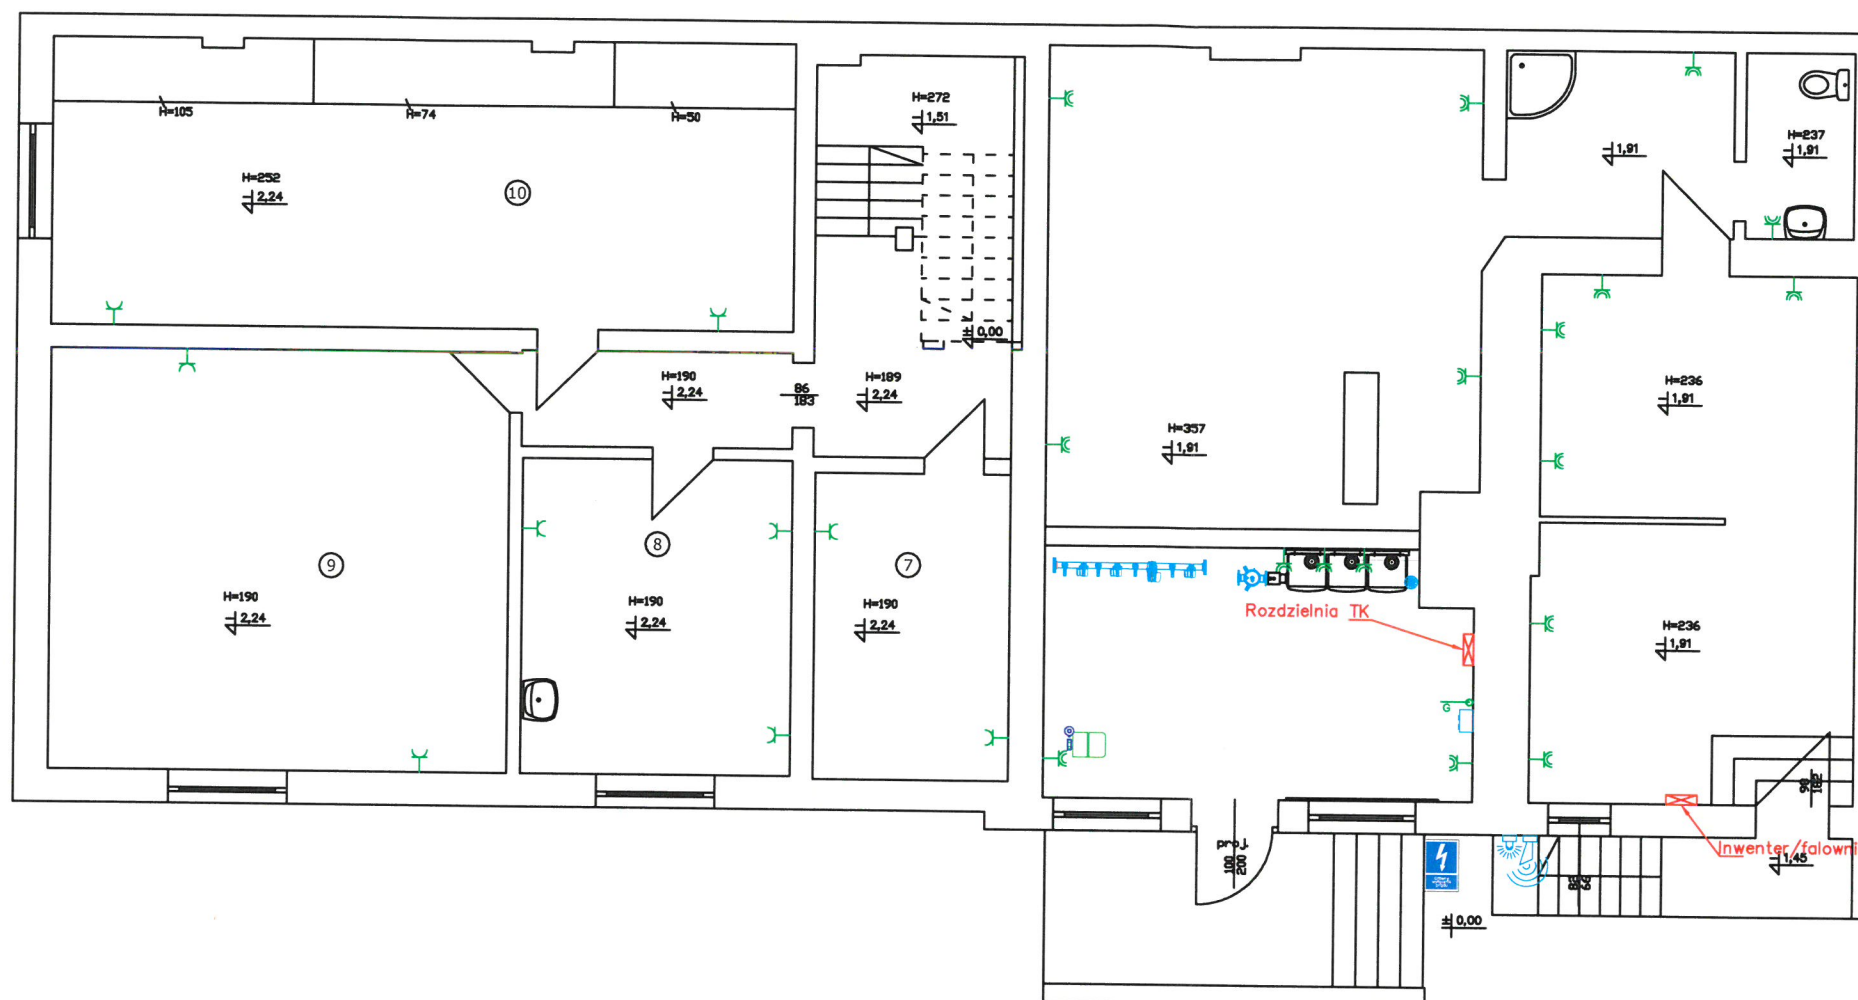 H=105
H=74
H=50
H=272
1,51
H=237
1,91
1,91
H=252
2,24
10
± 0,00
H=190
2,24
86
183
H=189
2,24
H=236
1,91
H=357
1,91
9
8
7
H=190
2,24
H=190
2,24
H=190
2,24
Rozdzielnia TK
H=236
1,91
G
90
182
proj.
100
200
Inwenter/falowni
1,45
± 0,00